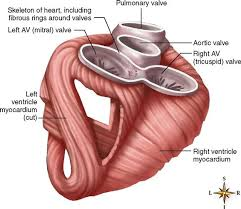 Pulmonary valve
Skeleton of heart, including
fibrous rings around valves
Left AV (mitral) valve
Aortic valve
Right AV
(tricuspid) valve
Left
ventricle
myocardium
(cut)
Right ventricle
myocardium
S
L
R
I